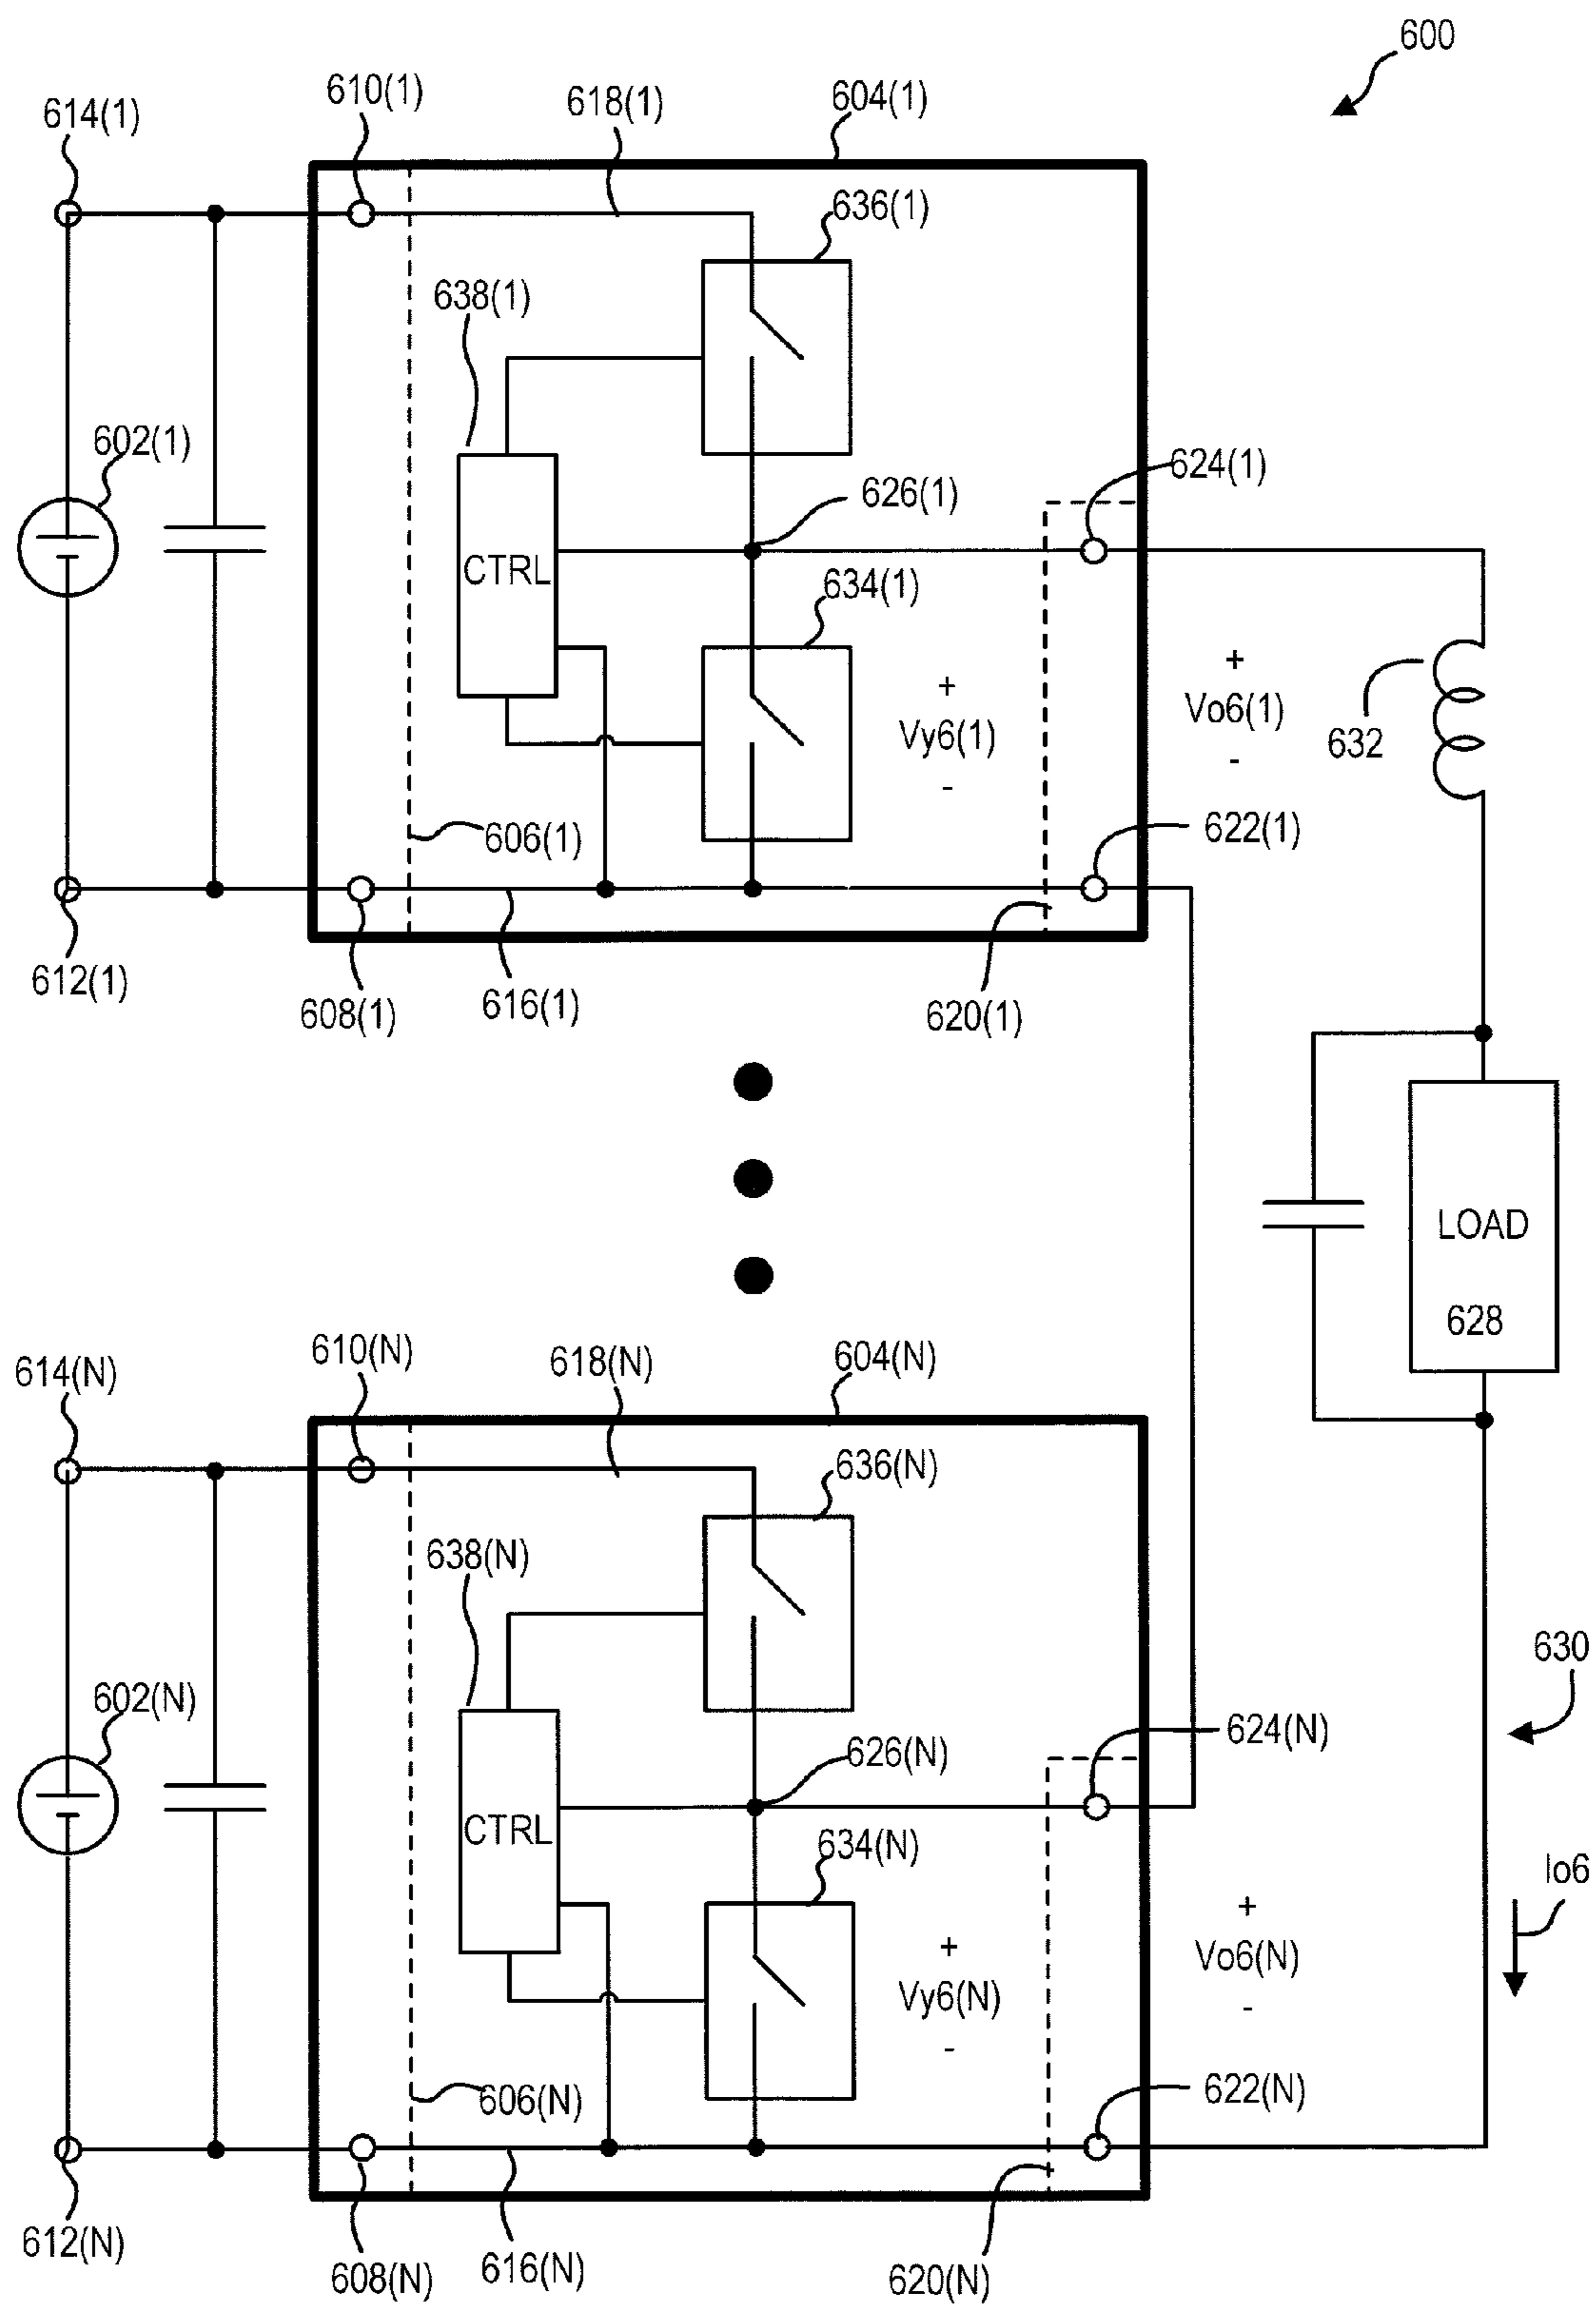 600
614(1)
610(1)
618(1)
604(1)
636(1)
638(1)
602(1)
624(1)
626(1)
CTRL
634(1)
+
Vy6(1)
-
+
Vo6(1)
-
632
606(1)
622(1)
612(1)
608(1)
616(1)
620(1)
LOAD
628
614(N)
610(N)
618(N)
604(N)
636(N)
638(N)
602(N)
630
624(N)
626(N)
CTRL
634(N)
Io6
+
Vy6(N)
-
+
Vo6(N)
-
606(N)
622(N)
612(N)
608(N)
616(N)
620(N)